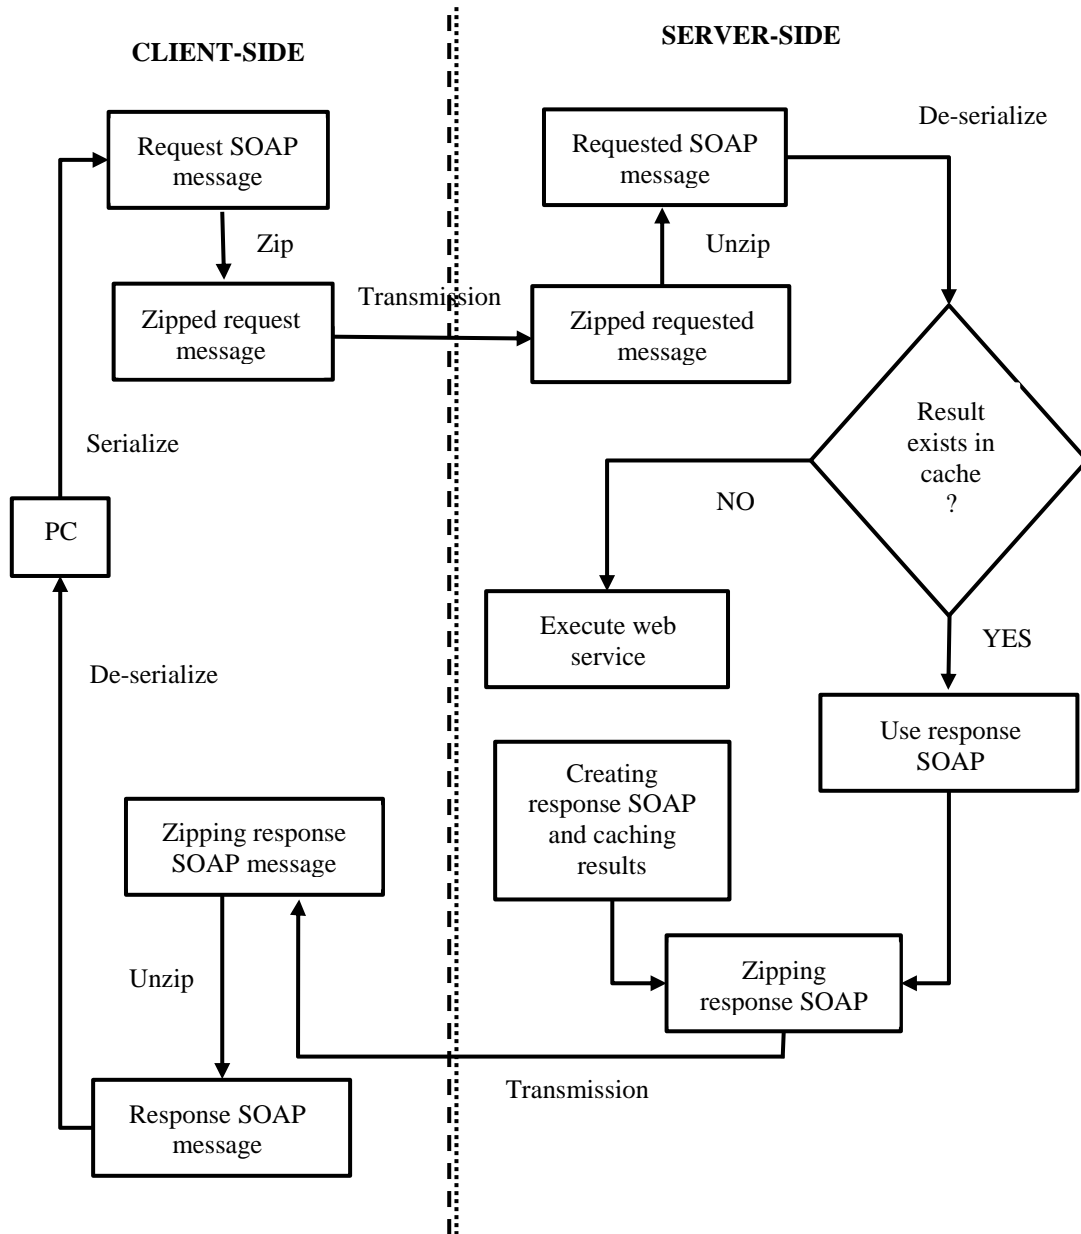 CLIENT-SIDE
SERVER-SIDE
Request SOAP
message
Zip
Zipped request
message
Transmission
Requested SOAP
message
De-serialize
Unzip
Zipped requested
message
Result
exists in
cache
?
NO
YES
Serialize
PC
De-serialize
Execute web
service
Use response
SOAP
Creating
response SOAP
and caching
results
Zipping response
SOAP message
Unzip
Zipping
response SOAP
Transmission
Response SOAP
message